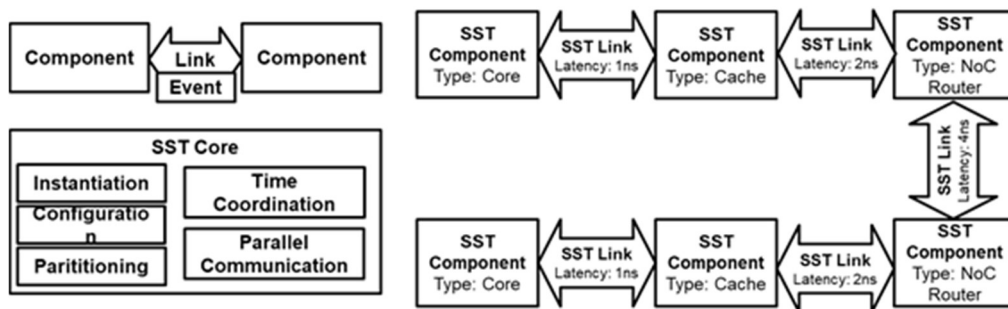 Component
Link
Event
Component
SST Core
Instantiation
Configuratio
n
Parititioning
Time
Coordination
Parallel
Communication
SST
Component
Type: Core
SST Link
Latency: 1ns
SST
Component
Type: Cache
SST Link
Latency: 2ns
SST
Component
Type: NoC
Router
SST Link
Latency: 4ns
SST
Component
Type: Core
SST Link
Latency: 1ns
SST
Component
Type: Cache
SST Link
Latency: 2ns
SST
Component
Type: NoC
Router